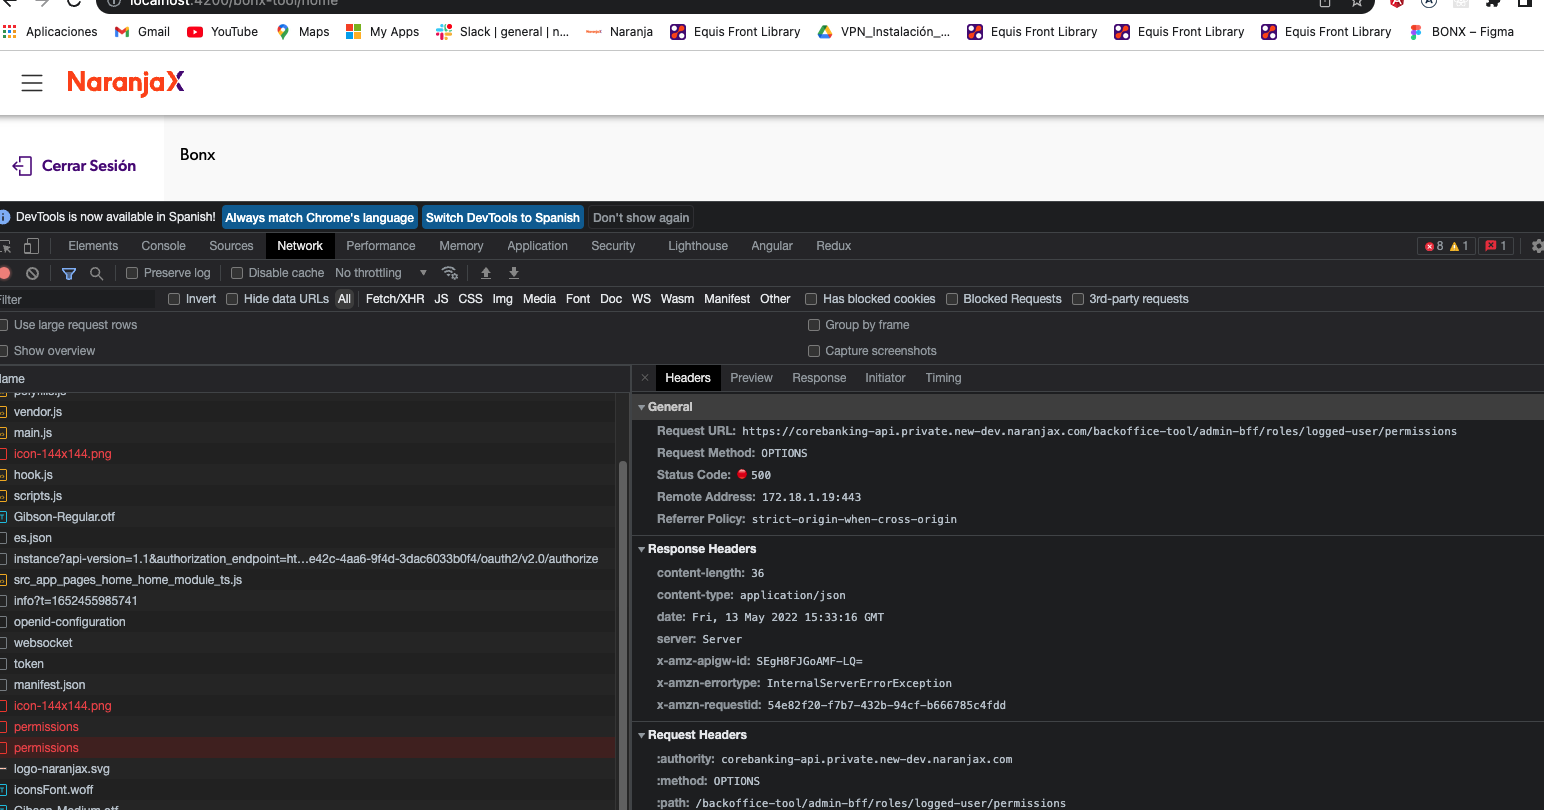 localhost:4200/bonx-tool/home
Aplicaciones Gmail YouTube Maps My Apps Slack | general | n... Naranja Equis Front Library VPN_Instalación_... Equis Front Library Equis Front Library Equis Front Library BONX – Figma
NaranjaX
Cerrar Sesión
Bonx
DevTools is now available in Spanish! Always match Chrome's language Switch DevTools to Spanish Don't show again
Elements Console Sources Network Performance Memory Application Security Lighthouse Angular Redux 8 1 1
Preserve log Disable cache No throttling
Filter Invert Hide data URLs All Fetch/XHR JS CSS Img Media Font Doc WS Wasm Manifest Other Has blocked cookies Blocked Requests 3rd-party requests
Use large request rows Group by frame
Show overview Capture screenshots
Name
polyfills.js
vendor.js
main.js
icon-144x144.png
hook.js
scripts.js
Gibson-Regular.otf
es.json
instance?api-version=1.1&authorization_endpoint=ht...e42c-4aa6-9f4d-3dac6033b0f4/oauth2/v2.0/authorize
src_app_pages_home_home_module_ts.js
info?t=1652455985741
openid-configuration
websocket
token
manifest.json
icon-144x144.png
permissions
permissions
logo-naranjax.svg
iconsFont.woff
Gibson-Medium.otf
× Headers Preview Response Initiator Timing
General
Request URL: https://corebanking-api.private.new-dev.naranjax.com/backoffice-tool/admin-bff/roles/logged-user/permissions
Request Method: OPTIONS
Status Code: 500
Remote Address: 172.18.1.19:443
Referrer Policy: strict-origin-when-cross-origin
Response Headers
content-length: 36
content-type: application/json
date: Fri, 13 May 2022 15:33:16 GMT
server: Server
x-amz-apigw-id: SEgH8FJGoAMF-LQ=
x-amzn-errortype: InternalServerErrorException
x-amzn-requestid: 54e82f20-f7b7-432b-94cf-b666785c4fdd
Request Headers
:authority: corebanking-api.private.new-dev.naranjax.com
:method: OPTIONS
:path: /backoffice-tool/admin-bff/roles/logged-user/permissions